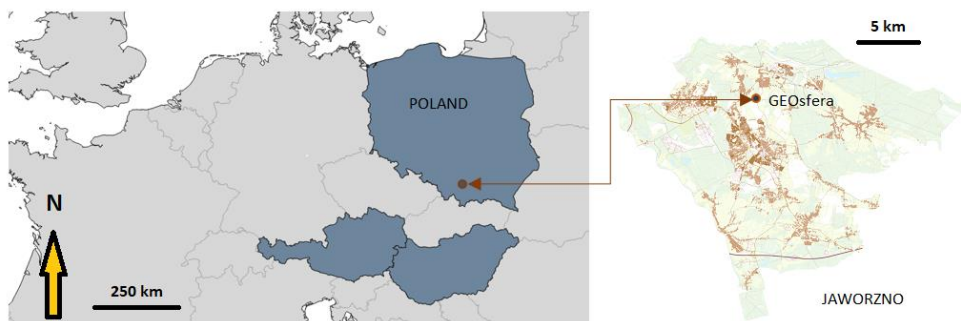 POLAND
N
250 km
5 km
GEOsfera
JAWORZNO